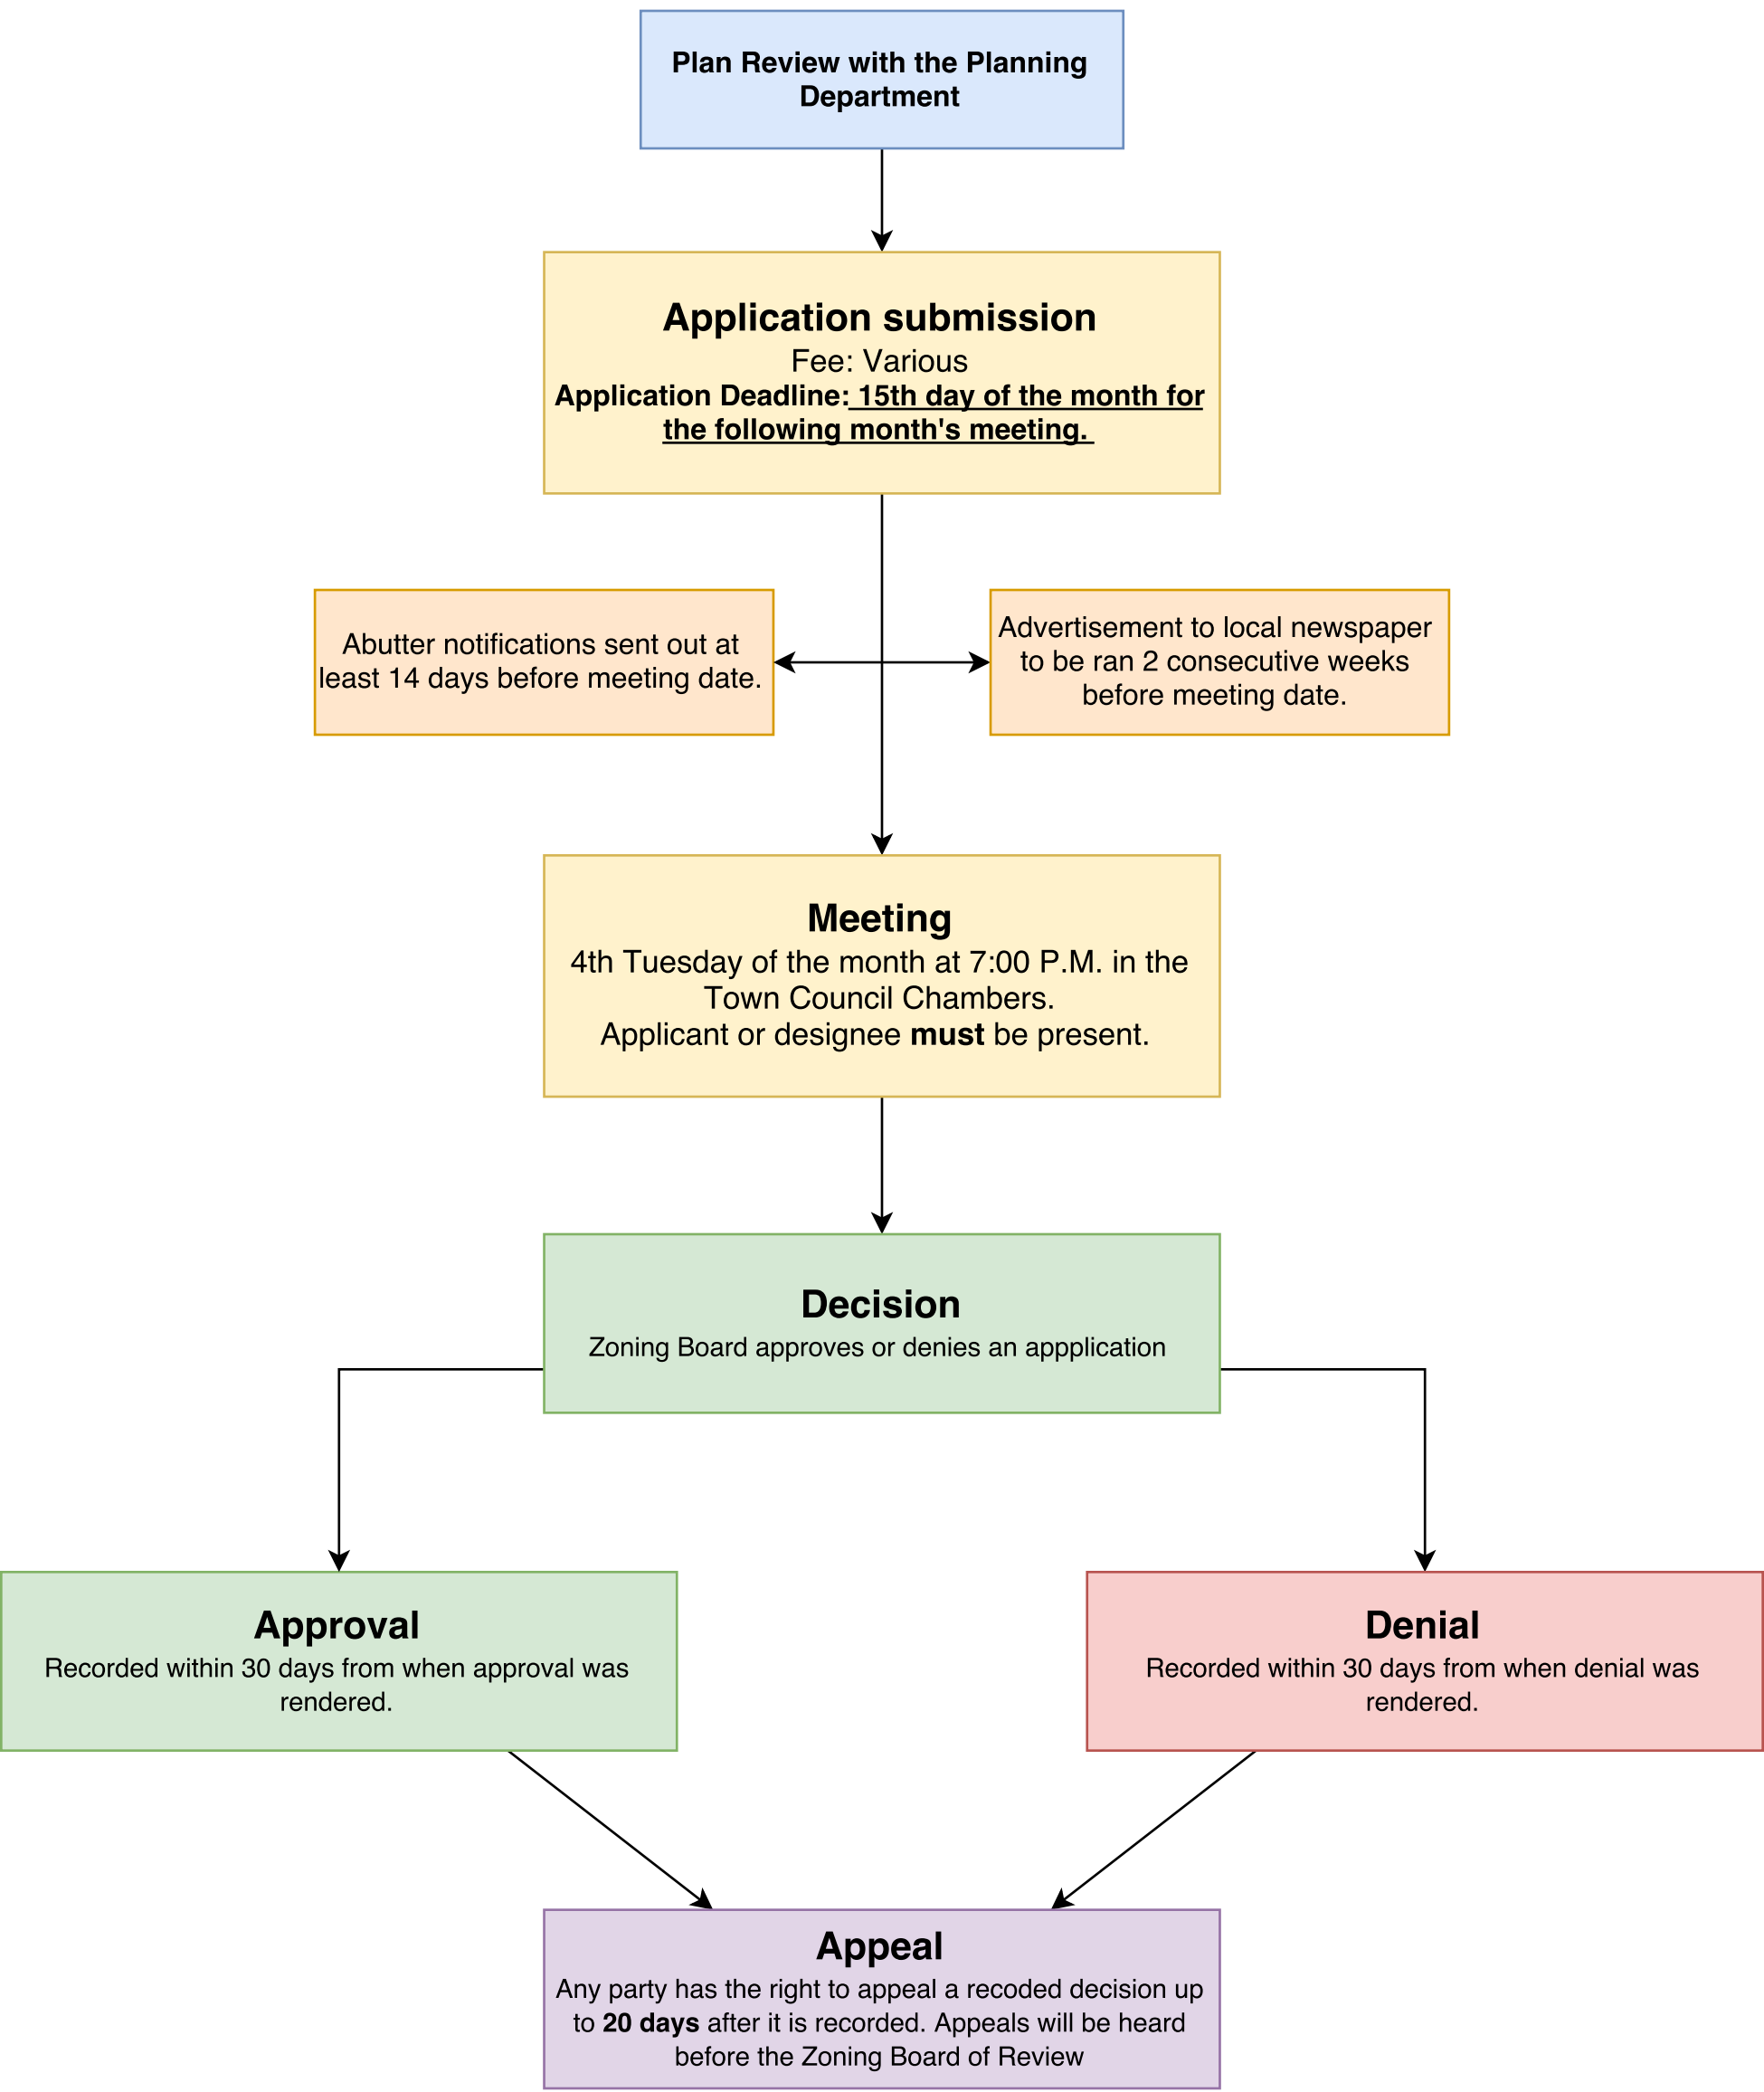 Plan Review with the Planning
Department
Application submission
Fee: Various
Application Deadline: 15th day of the month for
the following month's meeting.
Abutter notifications sent out at
least 14 days before meeting date.
Advertisement to local newspaper
to be ran 2 consecutive weeks
before meeting date.
Meeting
4th Tuesday of the month at 7:00 P.M. in the
Town Council Chambers.
Applicant or designee must be present.
Decision
Zoning Board approves or denies an appplication
Approval
Recorded within 30 days from when approval was
rendered.
Denial
Recorded within 30 days from when denial was
rendered.
Appeal
Any party has the right to appeal a recoded decision up
to 20 days after it is recorded. Appeals will be heard
before the Zoning Board of Review